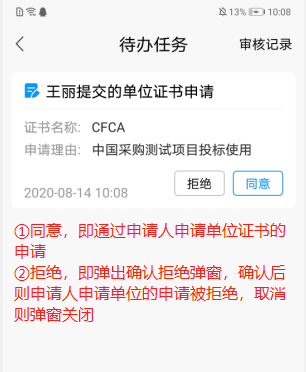 13% 10:08
待办任务 审核记录
王丽提交的单位证书申请
证书名称: CFCA
申请理由: 中国采购测试项目投标使用
2020-08-14 10:08 拒绝 同意
①同意，即通过申请人申请单位证书的
申请
②拒绝，即弹出确认拒绝弹窗，确认后
则申请人申请单位的申请被拒绝，取消
则弹窗关闭